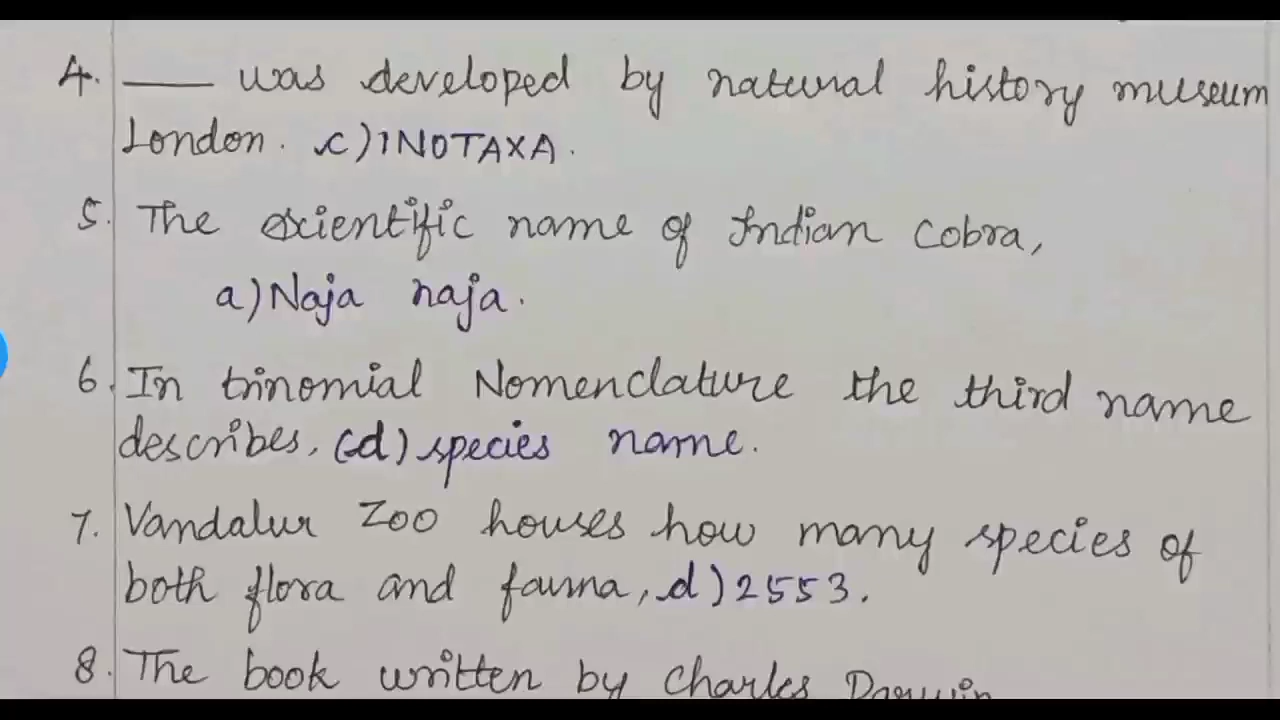 4. ___ was developed by natural history museum
London. c) INOTAXA.
5. The scientific name of Indian cobra,
a) Naja naja.
6. In trinomial Nomenclature the third name
describes, (d) species name.
7. Vandalur Zoo houses how many species of
both flora and fauna, d) 2553.
8. The book written by Charles Darwin